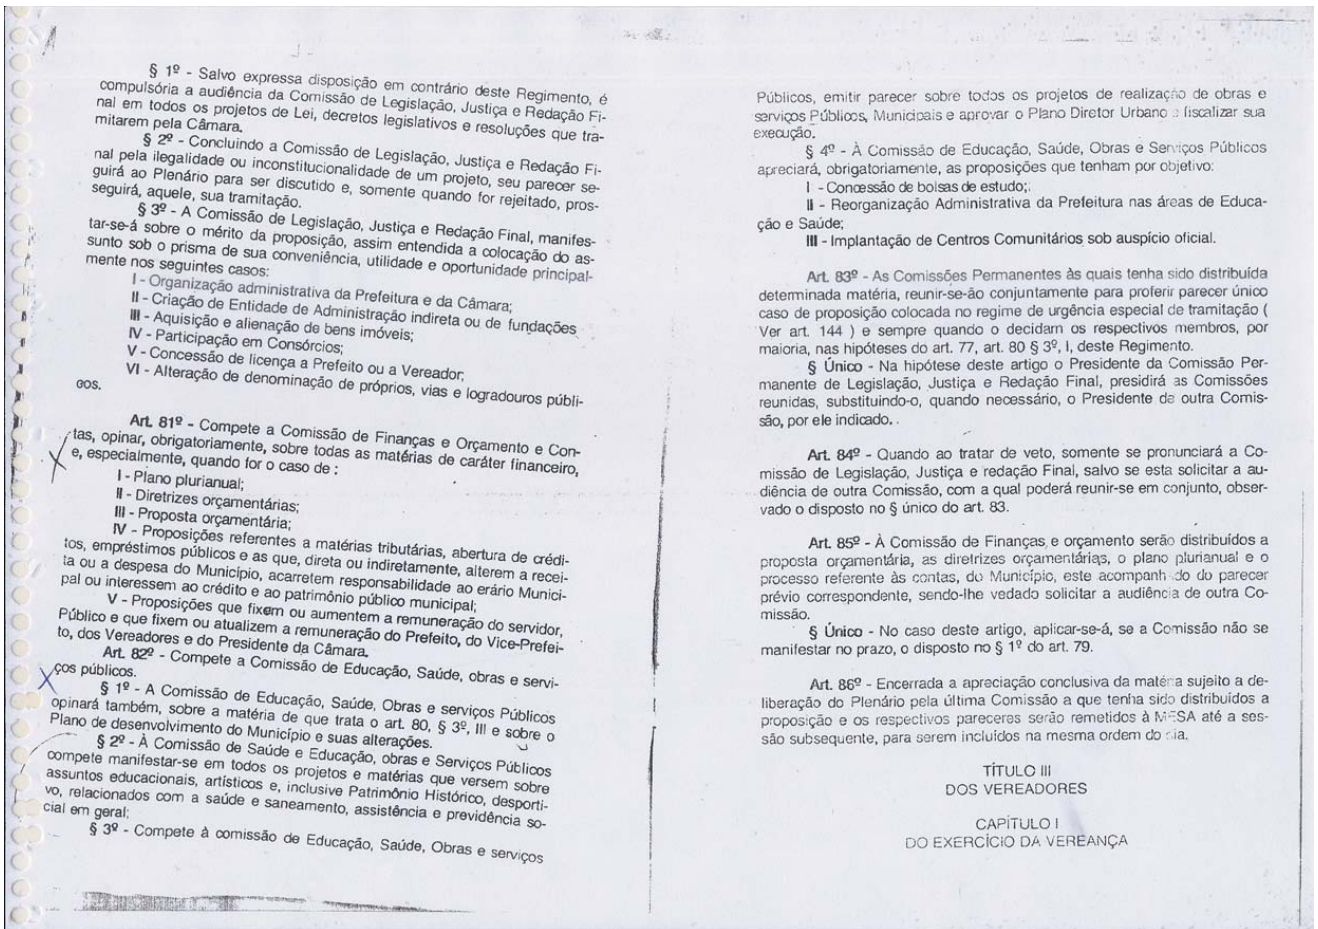 § 1º - Salvo expressa disposição em contrário deste Regimento, é
compulsória a audiência da Comissão de Legislação, Justiça e Redação Fi-
nal em todos os projetos de Lei, decretos legislativos e resoluções que tra-
mitarem pela Câmara.
§ 2º - Concluindo a Comissão de Legislação, Justiça e Redação Fi-
nal pela ilegalidade ou inconstitucionalidade de um projeto, seu parecer se-
guirá ao Plenário para ser discutido e, somente quando for rejeitado, pros-
seguirá, aquele, sua tramitação.
§ 3º - A Comissão de Legislação, Justiça e Redação Final, manifes-
tar-se-á sobre o mérito da proposição, assim entendida a colocação do as-
sunto sob o prisma de sua conveniência, utilidade e oportunidade principal-
mente nos seguintes casos:
I - Organização administrativa da Prefeitura e da Câmara;
II - Criação de Entidade de Administração indireta ou de fundações
III - Aquisição e alienação de bens imóveis;
IV - Participação em Consórcios;
V - Concessão de licença a Prefeito ou a Vereador;
VI - Alteração de denominação de próprios, vias e logradouros públi-
cos.
Art. 81º - Compete a Comissão de Finanças e Orçamento e Con-
tas, opinar, obrigatoriamente, sobre todas as matérias de caráter financeiro,
e, especialmente, quando for o caso de :
I - Plano plurianual;
II - Diretrizes orçamentárias;
III - Proposta orçamentária;
IV - Proposições referentes a matérias tributárias, abertura de crédi-
tos, empréstimos públicos e as que, direta ou indiretamente, alterem a recei-
ta ou a despesa do Município, acarretem responsabilidade ao erário Munici-
pal ou interessem ao crédito e ao patrimônio público municipal;
V - Proposições que fixem ou aumentem a remuneração do servidor,
Público e que fixem ou atualizem a remuneração do Prefeito, do Vice-Prefei-
to, dos Vereadores e do Presidente da Câmara.
Art. 82º - Compete a Comissão de Educação, Saúde, obras e servi-
ços públicos.
§ 1º - A Comissão de Educação, Saúde, Obras e serviços Públicos
opinará também, sobre a matéria de que trata o art. 80, § 3º, III e sobre o
Plano de desenvolvimento do Município e suas alterações.
§ 2º - À Comissão de Saúde e Educação, obras e Serviços Públicos
compete manifestar-se em todos os projetos e matérias que versem sobre
assuntos educacionais, artísticos e, inclusive Patrimônio Histórico, desporti-
vo, relacionados com a saúde e saneamento, assistência e previdência so-
cial em geral;
§ 3º - Compete à comissão de Educação, Saúde, Obras e serviços
Públicos, emitir parecer sobre todos os projetos de realização de obras e
serviços Públicos, Municipais e aprovar o Plano Diretor Urbano e fiscalizar sua
execução.
§ 4º - À Comissão de Educação, Saúde, Obras e Serviços Públicos
apreciará, obrigatoriamente, as proposições que tenham por objetivo:
I - Concessão de bolsas de estudo;
II - Reorganização Administrativa da Prefeitura nas áreas de Educa-
ção e Saúde;
III - Implantação de Centros Comunitários sob auspício oficial.
Art. 83º - As Comissões Permanentes às quais tenha sido distribuída
determinada matéria, reunir-se-ão conjuntamente para proferir parecer único
caso de proposição colocada no regime de urgência especial de tramitação (
Ver art. 144 ) e sempre quando o decidam os respectivos membros, por
maioria, nas hipóteses do art. 77, art. 80 § 3º, I, deste Regimento.
§ Único - Na hipótese deste artigo o Presidente da Comissão Per-
manente de Legislação, Justiça e Redação Final, presidirá as Comissões
reunidas, substituindo-o, quando necessário, o Presidente de outra Comis-
são, por ele indicado.
Art. 84º - Quando ao tratar de veto, somente se pronunciará a Co-
missão de Legislação, Justiça e redação Final, salvo se esta solicitar a au-
diência de outra Comissão, com a qual poderá reunir-se em conjunto, obser-
vado o disposto no § único do art. 83.
Art. 85º - À Comissão de Finanças e orçamento serão distribuídos a
proposta orçamentária, as diretrizes orçamentárias, o plano plurianual e o
processo referente às contas, do Município, este acompanhado do parecer
prévio correspondente, sendo-lhe vedado solicitar a audiência de outra Co-
missão.
§ Único - No caso deste artigo, aplicar-se-á, se a Comissão não se
manifestar no prazo, o disposto no § 1º do art. 79.
Art. 86º - Encerrada a apreciação conclusiva da matéria sujeito a de-
liberação do Plenário pela última Comissão a que tenha sido distribuídos a
proposição e os respectivos pareceres serão remetidos à MESA até a ses-
são subsequente, para serem incluídos na mesma ordem do dia.
TÍTULO III
DOS VEREADORES
CAPÍTULO I
DO EXERCÍCIO DA VEREANÇA